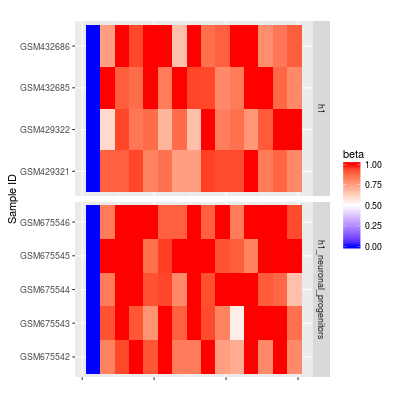 GSM432686
GSM432685
GSM429322
GSM429321
h1
GSM675546
GSM675545
GSM675544
GSM675543
GSM675542
h1_neuronal_progenitors
Sample ID
beta
1.00
0.75
0.50
0.25
0.00